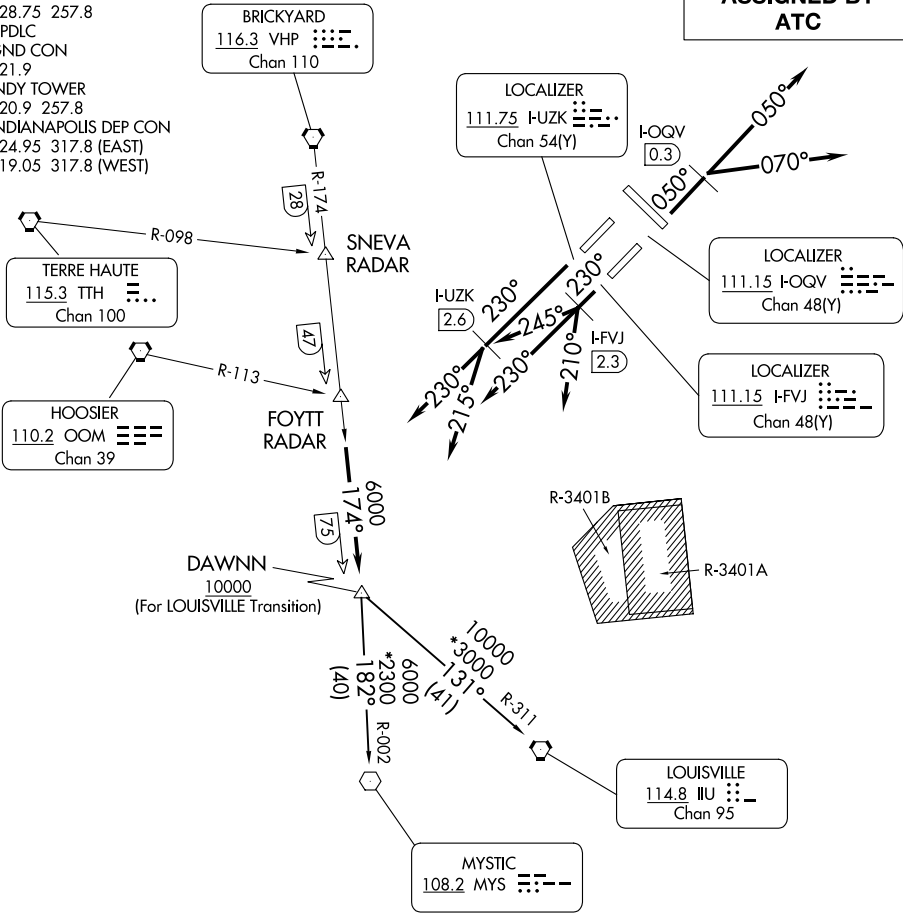 28.75 257.8
PDLC
GND CON
21.9
NDY TOWER
20.9 257.8
NDIANAPOLIS DEP CON
24.95 317.8 (EAST)
19.05 317.8 (WEST)
ASSIGNED BY
ATC
BRICKYARD
116.3 VHP
Chan 110
LOCALIZER
111.75 I-UZK
Chan 54(Y)
I-OQV
0.3
050°
070°
050°
R-174
28
R-098
SNEVA
RADAR
TERRE HAUTE
115.3 TTH
Chan 100
LOCALIZER
111.15 I-OQV
Chan 48(Y)
I-UZK
2.6
230°
230°
245°
I-FVJ
2.3
230°
215°
230°
210°
47
R-113
HOOSIER
110.2 OOM
Chan 39
FOYTT
RADAR
LOCALIZER
111.15 I-FVJ
Chan 48(Y)
6000
174°
75
R-3401B
R-3401A
DAWNN
10000
(For LOUISVILLE Transition)
10000
*3000
131°
(41)
R-311
6000
*2300
182°
(40)
R-002
LOUISVILLE
114.8 IIU
Chan 95
MYSTIC
108.2 MYS